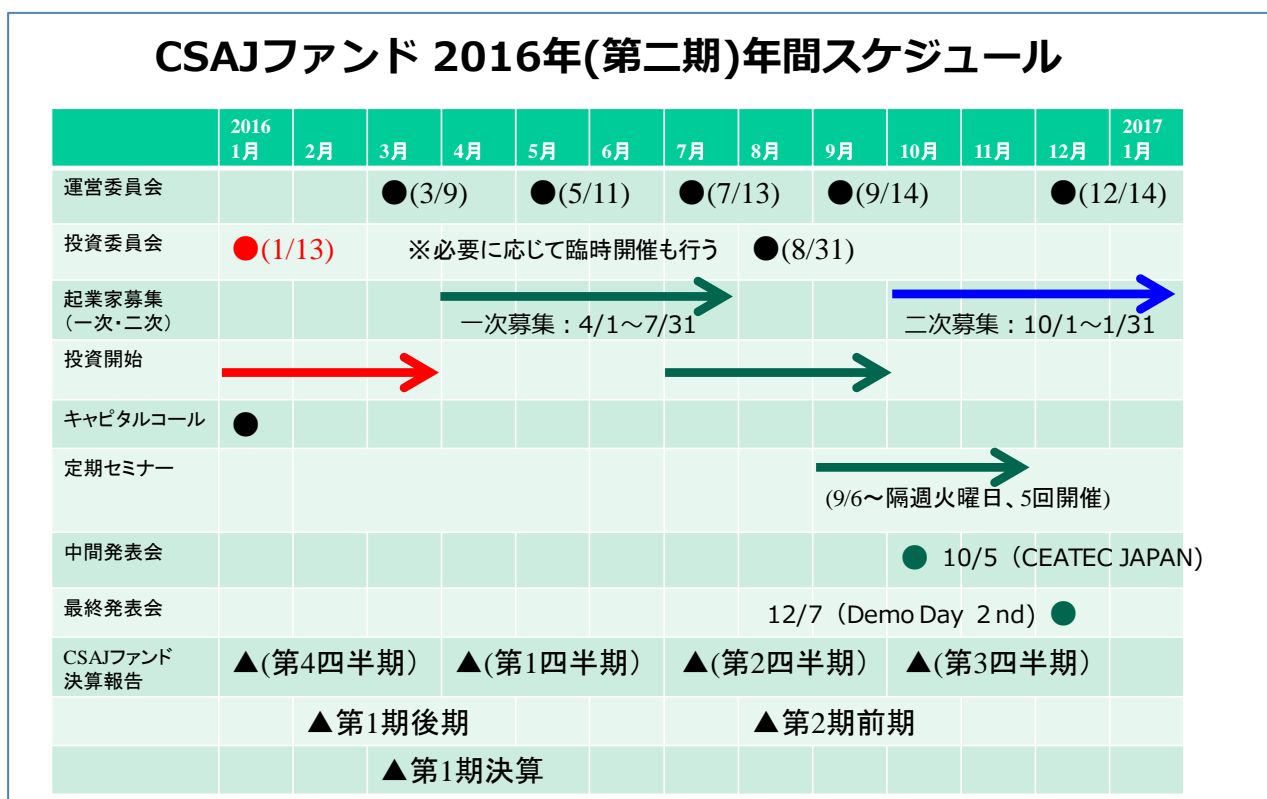 CSAJファンド 2016年(第二期)年間スケジュール
2016
1月 2月 3月 4月 5月 6月 7月 8月 9月 10月 11月 12月 2017
1月
運営委員会 ●(3/9) ●(5/11) ●(7/13) ●(9/14) ●(12/14)
投資委員会 ●(1/13) ※必要に応じて臨時開催も行う ●(8/31)
起業家募集
(一次・二次)
一次募集：4/1～7/31 二次募集：10/1～1/31
投資開始
キャピタルコール ●
定期セミナー
(9/6～隔週火曜日、5回開催)
中間発表会 ● 10/5（CEATEC JAPAN)
最終発表会 12/7（Demo Day 2nd) ●
CSAJファンド
決算報告
▲(第4四半期） ▲(第1四半期） ▲(第2四半期） ▲(第3四半期）
▲第1期後期 ▲第2期前期
▲第1期決算